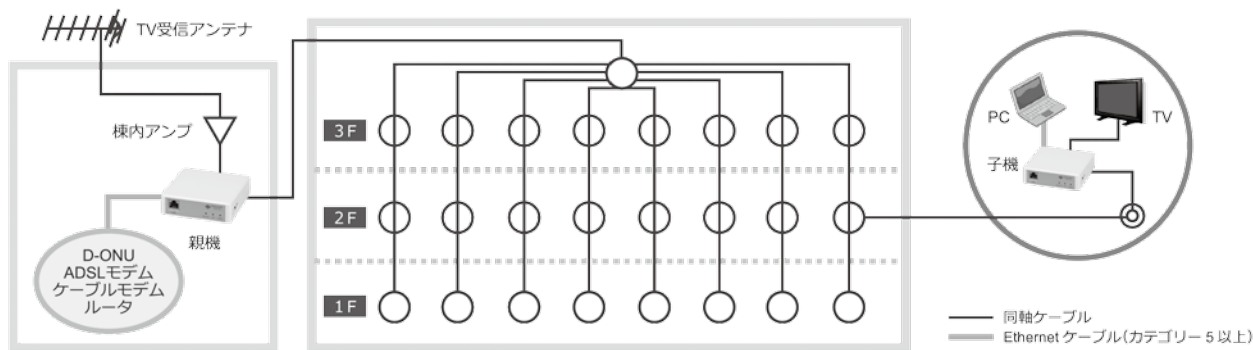 TV受信アンテナ
棟内アンプ
親機
D-ONU
ADSLモデム
ケーブルモデム
ルータ
3F
2F
1F
PC
TV
子機
同軸ケーブル
Ethernet ケーブル(カテゴリー 5 以上)